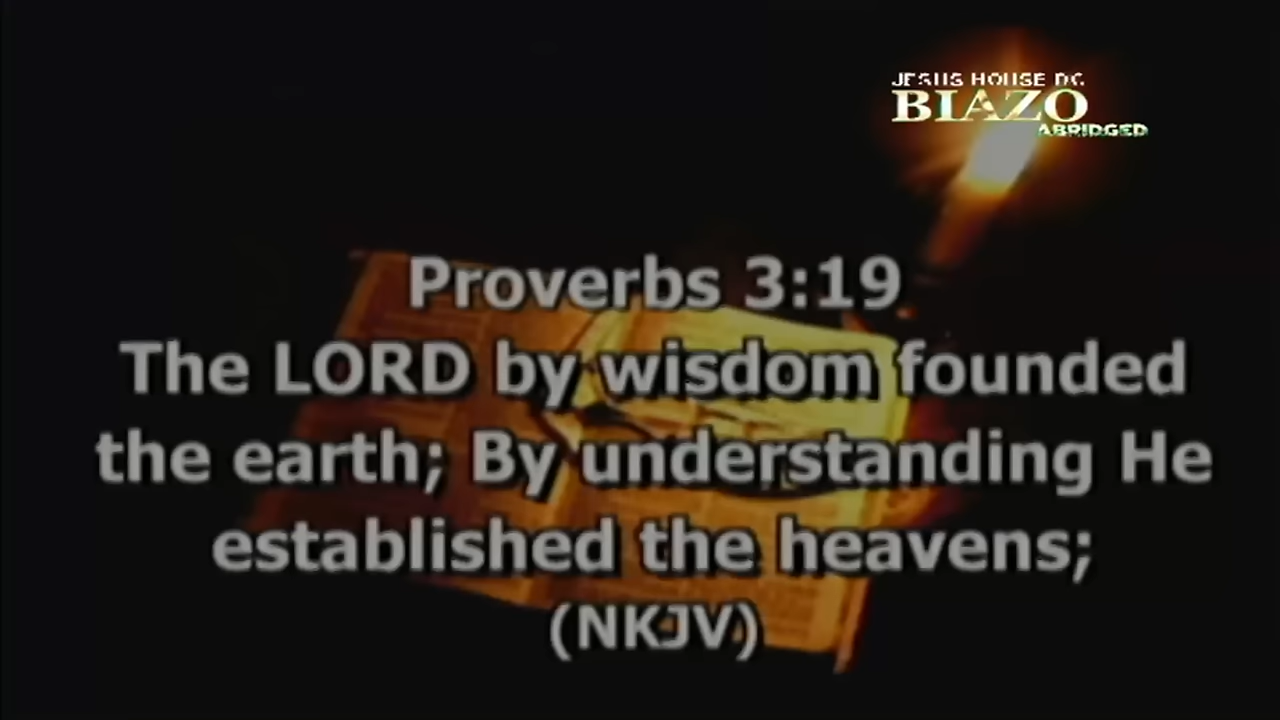 JESUS HOUSE DC
BIAZO
ABRIDGED
Proverbs 3:19
The LORD by wisdom founded
the earth; By understanding He
established the heavens;
(NKJV)